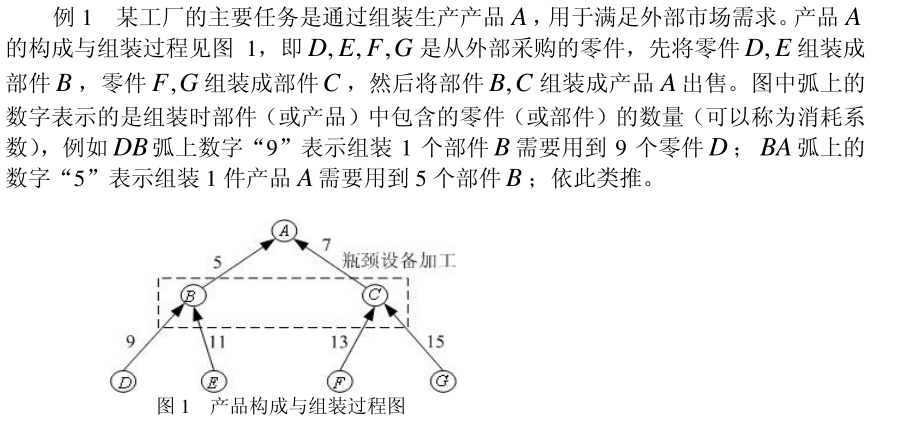 例 1 某工厂的主要任务是通过组装生产产品 A，用于满足外部市场需求。产品 A
的构成与组装过程见图 1，即 D, E, F, G 是从外部采购的零件，先将零件 D, E 组装成
部件 B，零件 F, G 组装成部件 C，然后将部件 B, C 组装成产品 A 出售。图中弧上的
数字表示的是组装时部件（或产品）中包含的零件（或部件）的数量（可以称为消耗系
数），例如 DB 弧上数字“9”表示组装 1 个部件 B 需要用到 9 个零件 D；BA 弧上的
数字“5”表示组装 1 件产品 A 需要用到 5 个部件 B；依此类推。
A
5 7
瓶颈设备加工
B C
9 11 13 15
D E F G
图 1 产品构成与组装过程图